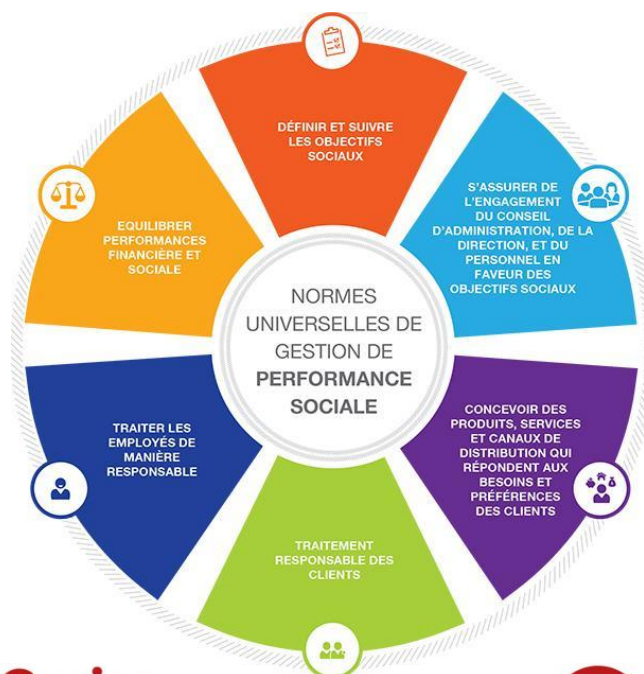 DÉFINIR ET SUIVRE
LES OBJECTIFS
SOCIAUX
S'ASSURER DE
L'ENGAGEMENT
DU CONSEIL
D'ADMINISTRATION, DE LA
DIRECTION, ET DU
PERSONNEL EN
FAVEUR DES
OBJECTIFS SOCIAUX
CONCEVOIR DES
PRODUITS, SERVICES
ET CANAUX DE
DISTRIBUTION QUI
RÉPONDENT AUX
BESOINS ET
PRÉFÉRENCES
DES CLIENTS
TRAITEMENT
RESPONSABLE DES
CLIENTS
TRAITER LES
EMPLOYÉS DE
MANIÈRE
RESPONSABLE
EQUILIBRER
PERFORMANCES
FINANCIÈRE ET
SOCIALE
NORMES
UNIVERSELLES DE
GESTION DE
PERFORMANCE
SOCIALE